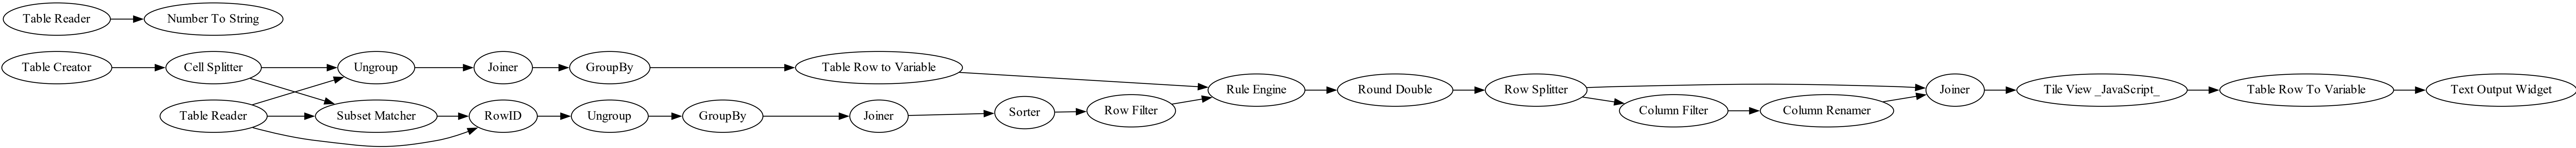 Table Reader
Number To String
Table Creator
Cell Splitter
Ungroup
Joiner
GroupBy
Table Row to Variable
Table Reader
Subset Matcher
RowID
Ungroup
GroupBy
Joiner
Sorter
Row Filter
Rule Engine
Round Double
Row Splitter
Column Filter
Column Renamer
Joiner
Tile View _JavaScript_
Table Row To Variable
Text Output Widget